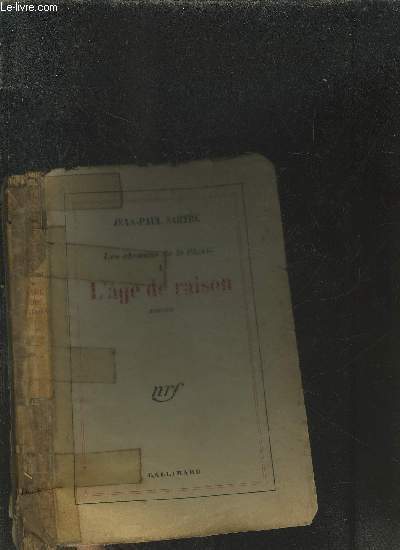 Le-livre.com
JEAN-PAUL SARTRE
Les chemins de la liberté
I
L'âge de raison
roman
nrf
GALLIMARD